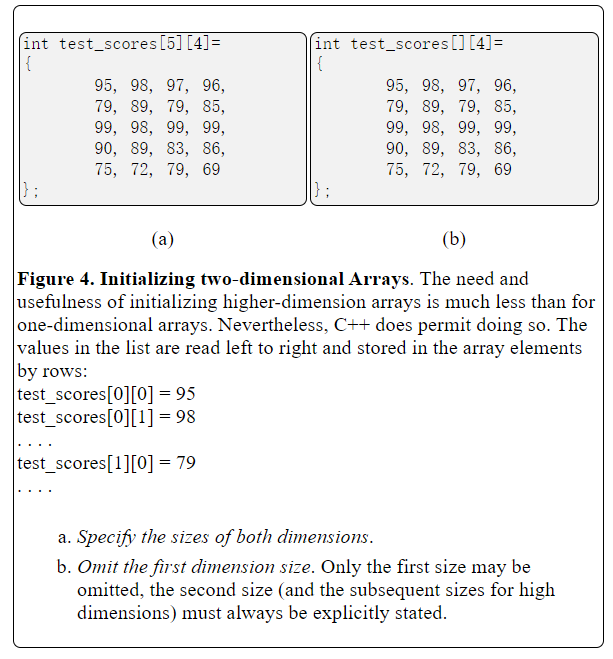 int test_scores[5][4]=
{
95, 98, 97, 96,
79, 89, 79, 85,
99, 98, 99, 99,
90, 89, 83, 86,
75, 72, 79, 69
};
(a)
int test_scores[][4]=
{
95, 98, 97, 96,
79, 89, 79, 85,
99, 98, 99, 99,
90, 89, 83, 86,
75, 72, 79, 69
};
(b)
Figure 4. Initializing two-dimensional Arrays. The need and
usefulness of initializing higher-dimension arrays is much less than for
one-dimensional arrays. Nevertheless, C++ does permit doing so. The
values in the list are read left to right and stored in the array elements
by rows:
test_scores[0][0] = 95
test_scores[0][1] = 98
. . . .
test_scores[1][0] = 79
. . . .
a. Specify the sizes of both dimensions.
b. Omit the first dimension size. Only the first size may be
omitted, the second size (and the subsequent sizes for high
dimensions) must always be explicitly stated.